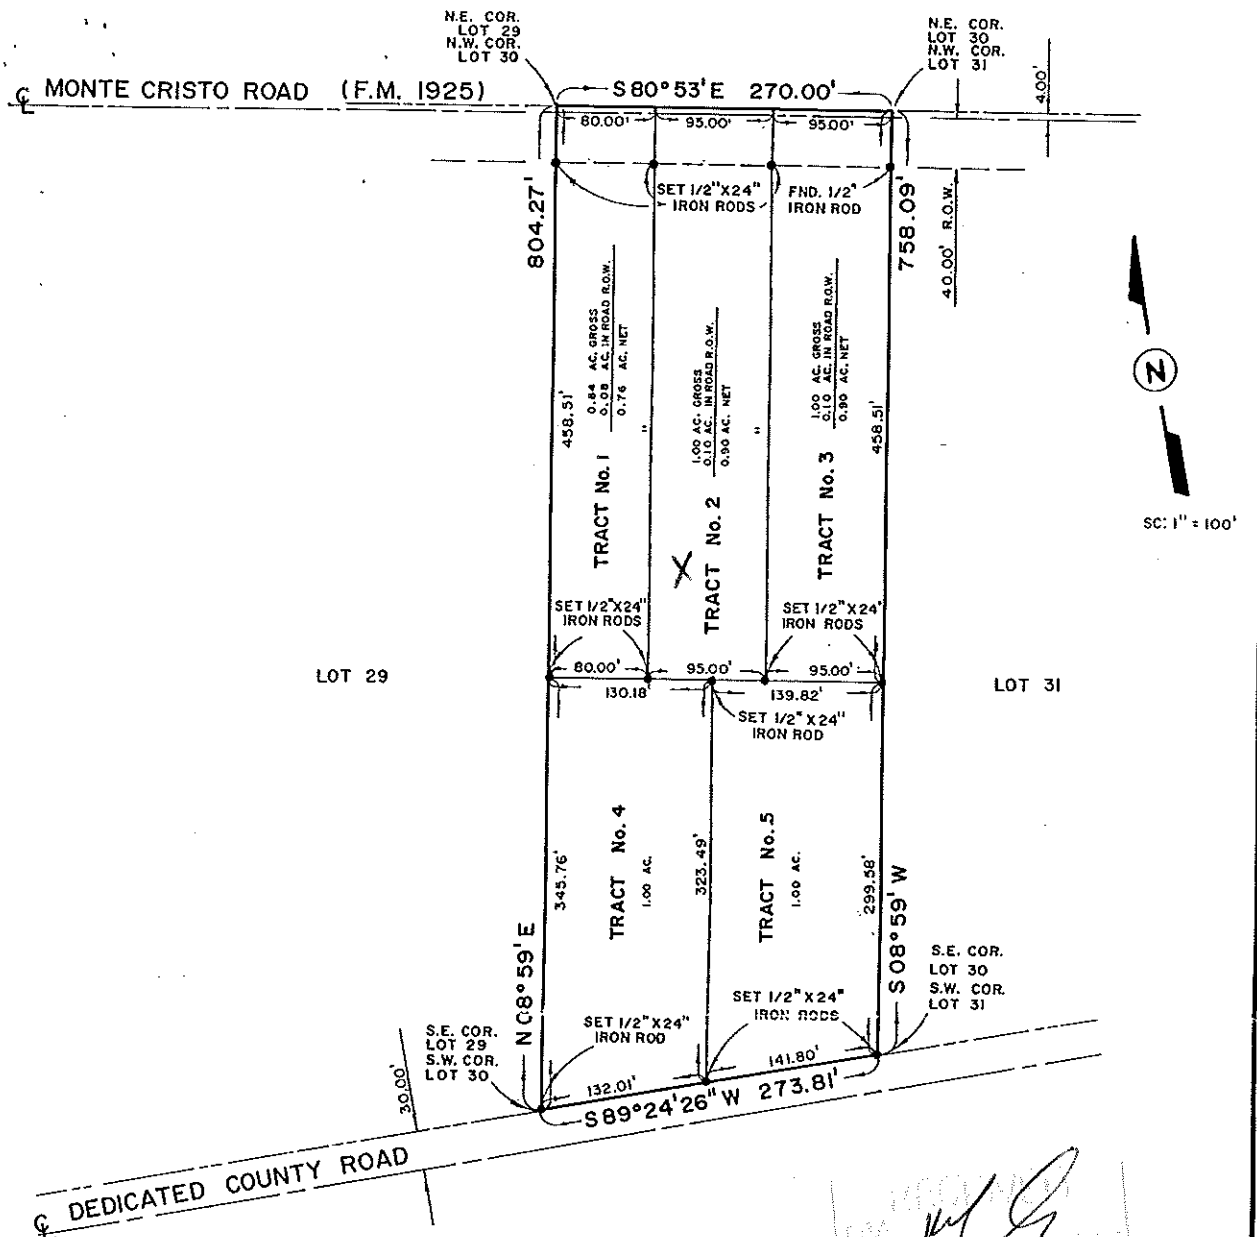 N.E. COR.
LOT 29
N.W. COR.
LOT 30
N.E. COR.
LOT 30
N.W. COR.
LOT 31
℄ MONTE CRISTO ROAD (F.M. 1925)
S 80°53'E 270.00'
4.00'
80.00' 95.00' 95.00'
SET 1/2"X24"
IRON RODS
FND. 1/2"
IRON ROD
804.27'
758.09'
40.00' R.O.W.
0.84 AC. GROSS
0.08 AC. IN ROAD R.O.W.
0.76 AC. NET
1.00 AC. GROSS
0.10 AC. IN ROAD R.O.W.
0.90 AC. NET
1.00 AC. GROSS
0.10 AC. IN ROAD R.O.W.
0.90 AC. NET
458.51'
"
"
458.51'
TRACT No. 1
TRACT No. 2
TRACT No. 3
X
N
SC: 1" = 100'
SET 1/2"X24"
IRON RODS
SET 1/2"X24'
IRON RODS
80.00' 95.00' 95.00'
130.18' 139.82'
SET 1/2"X24"
IRON ROD
LOT 29
LOT 31
TRACT No. 4
1.00 AC.
TRACT No. 5
1.00 AC.
345.76'
323.49'
299.58'
N 08°59'E
S 08°59' W
S.E. COR.
LOT 30
S.W. COR.
LOT 31
SET 1/2"X24"
IRON RODS
SET 1/2"X24"
IRON ROD
S.E. COR.
LOT 29
S.W. COR.
LOT 30
30.00'
132.01' 141.80'
S 89°24'26" W 273.81'
℄ DEDICATED COUNTY ROAD